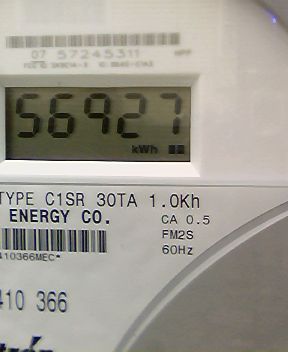 07 57245311
56927
kWh
TYPE C1SR 30TA 1.0Kh
ENERGY CO.
CA 0.5
FM2S
60Hz
410366MEC*
410 366